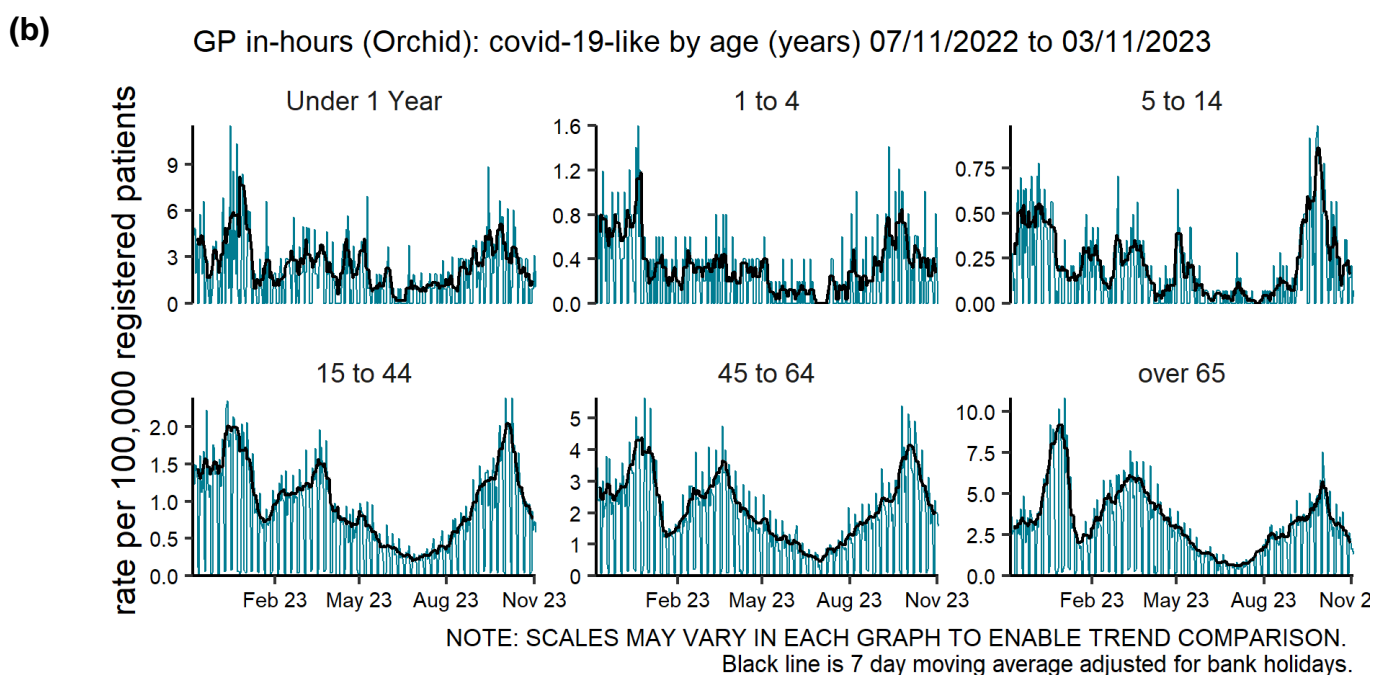 (b)
GP in-hours (Orchid): covid-19-like by age (years) 07/11/2022 to 03/11/2023
rate per 100,000 registered patients
Under 1 Year
1 to 4
5 to 14
9
6
3
0
1.6
1.2
0.8
0.4
0.0
0.75
0.50
0.25
0.00
15 to 44
45 to 64
over 65
2.0
1.5
1.0
0.5
0.0
5
4
3
2
1
0
10.0
7.5
5.0
2.5
0.0
Feb 23 May 23 Aug 23 Nov 23
Feb 23 May 23 Aug 23 Nov 23
Feb 23 May 23 Aug 23 Nov 2
NOTE: SCALES MAY VARY IN EACH GRAPH TO ENABLE TREND COMPARISON.
Black line is 7 day moving average adjusted for bank holidays.